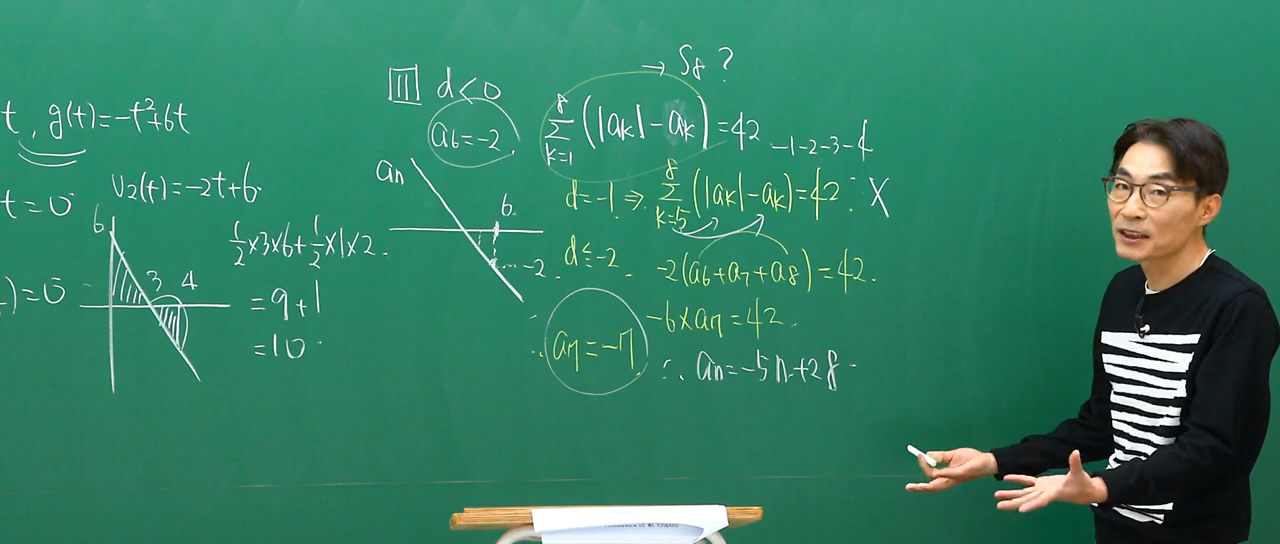 t, g(t)=-t²+6t
t=0
V₂(t)=-2t+6
6
3 4
)=0
½×3×6+½×1×2.
=9+1
=10
11 d<0
a₆=-2
aₙ
6
-2
→ S₈ ?
8
Σ (|aₖ|-aₖ)=42
k=1
-1-2-3-4
d=-1 ⇒ 8
Σ (|aₖ|-aₖ)=42 : X
k=5
d≤-2. -2(a₆+a₇+a₈)=42.
-6×a₇=42.
∴ a₇=-7
∴ aₙ=-5n+28